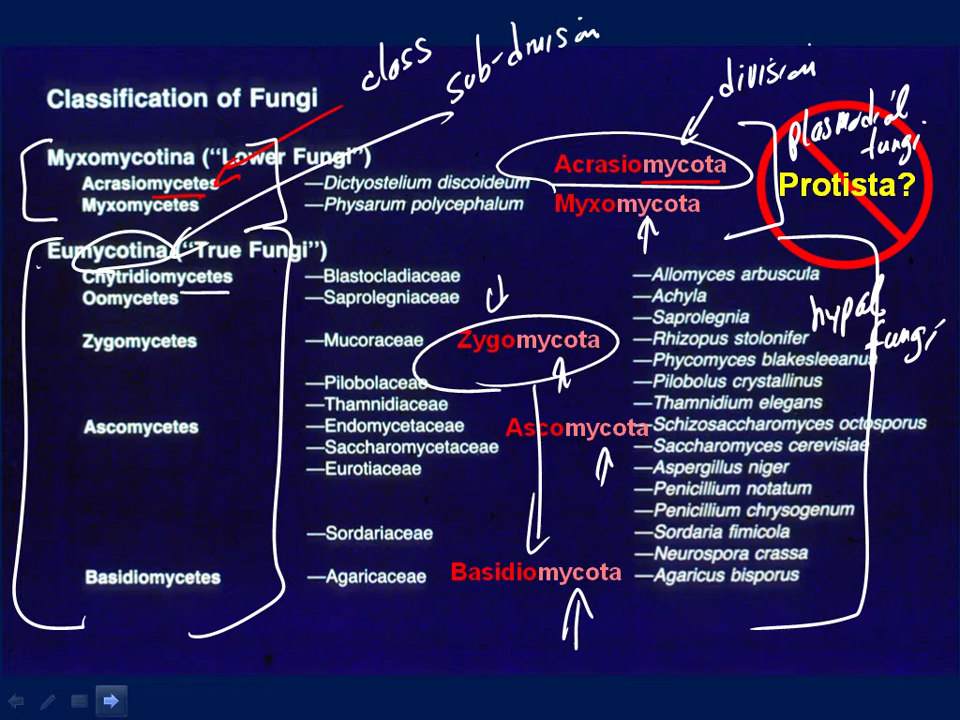 class
sub-division
division
Classification of Fungi
plasmodial
fungi
Myxomycotina ("Lower Fungi")
Acrasiomycota
Acrasiomycetes
—Dictyostelium discoideum
Protista?
Myxomycetes
—Physarum polycephalum
Myxomycota
Eumycotina ("True Fungi")
Chytridiomycetes
—Blastocladiaceae
—Allomyces arbuscula
Oomycetes
—Saprolegniaceae
—Achyla
—Saprolegnia
hyphal
fungi
Zygomycetes
—Mucoraceae
Zygomycota
—Rhizopus stolonifer
—Phycomyces blakesleeanus
—Pilobolaceae
—Pilobolus crystallinus
—Thamnidiaceae
—Thamnidium elegans
Ascomycetes
—Endomycetaceae
Ascomycota
—Schizosaccharomyces octosporus
—Saccharomycetaceae
—Saccharomyces cerevisiae
—Eurotiaceae
—Aspergillus niger
—Penicillium notatum
—Penicillium chrysogenum
—Sordariaceae
—Sordaria fimicola
—Neurospora crassa
Basidiomycetes
—Agaricaceae
Basidiomycota
—Agaricus bisporus